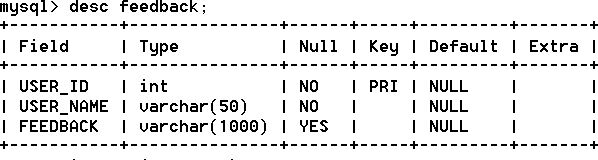 mysql> desc feedback;
+-----------+---------------+------+-----+---------+-------+
| Field     | Type          | Null | Key | Default | Extra |
+-----------+---------------+------+-----+---------+-------+
| USER_ID   | int           | NO   | PRI | NULL    |       |
| USER_NAME | varchar(50)   | NO   |     | NULL    |       |
| FEEDBACK  | varchar(1000) | YES  |     | NULL    |       |
+-----------+---------------+------+-----+---------+-------+